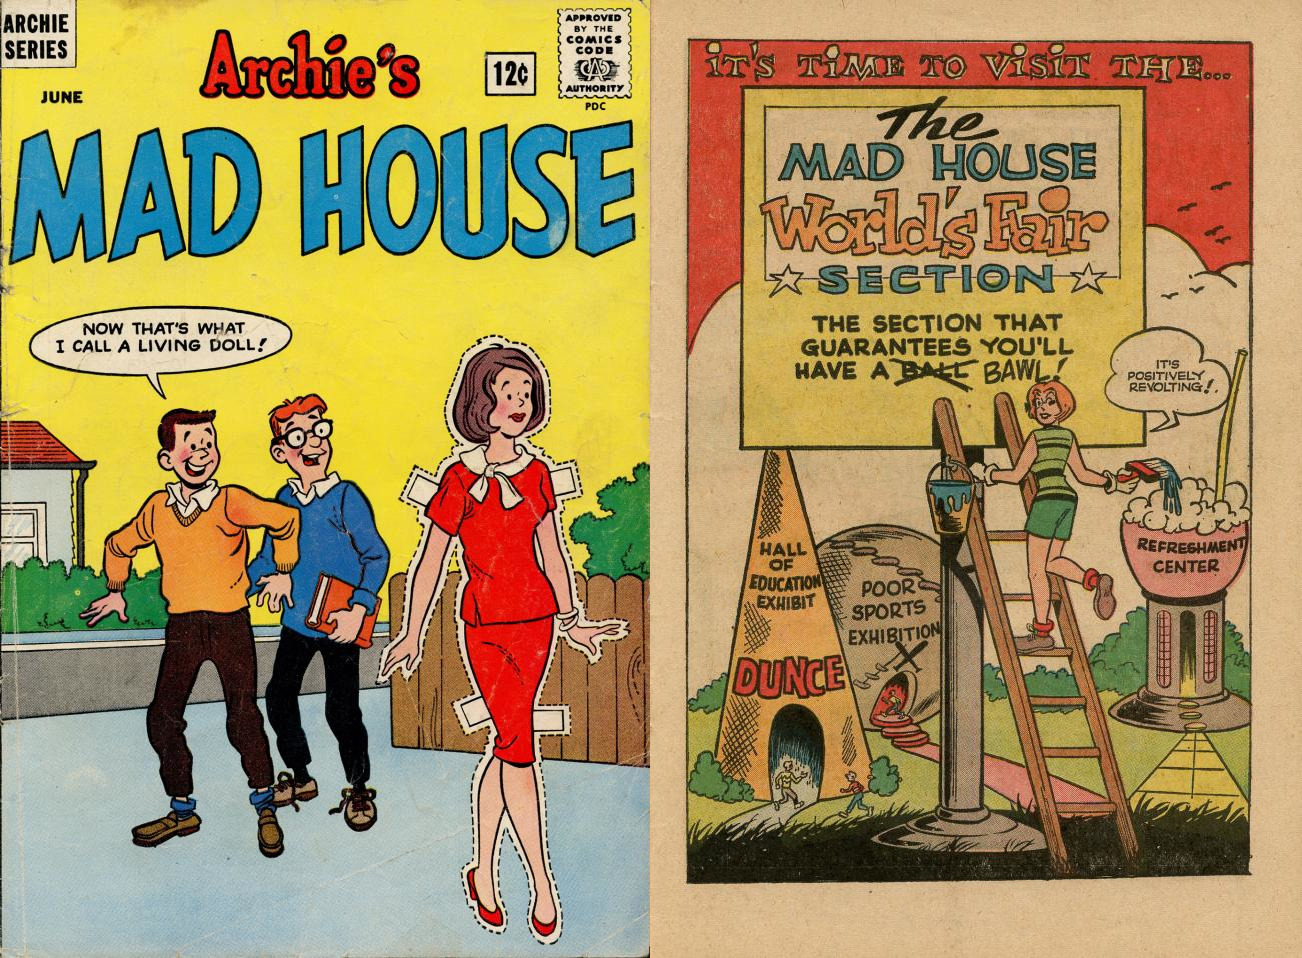 ARCHIE
SERIES
JUNE
Archie's
12¢
APPROVED
BY THE
COMICS
CODE
CA
AUTHORITY
PDC
MAD HOUSE
NOW THAT'S WHAT
I CALL A LIVING DOLL!
IT'S TIME TO VISIT THE...
The
MAD HOUSE
World's Fair
SECTION
THE SECTION THAT
GUARANTEES YOU'LL
HAVE A BALL BAWL!
IT'S
POSITIVELY
REVOLTING!
HALL
OF
EDUCATION
EXHIBIT
DUNCE
POOR
SPORTS
EXHIBITION
REFRESHMENT
CENTER